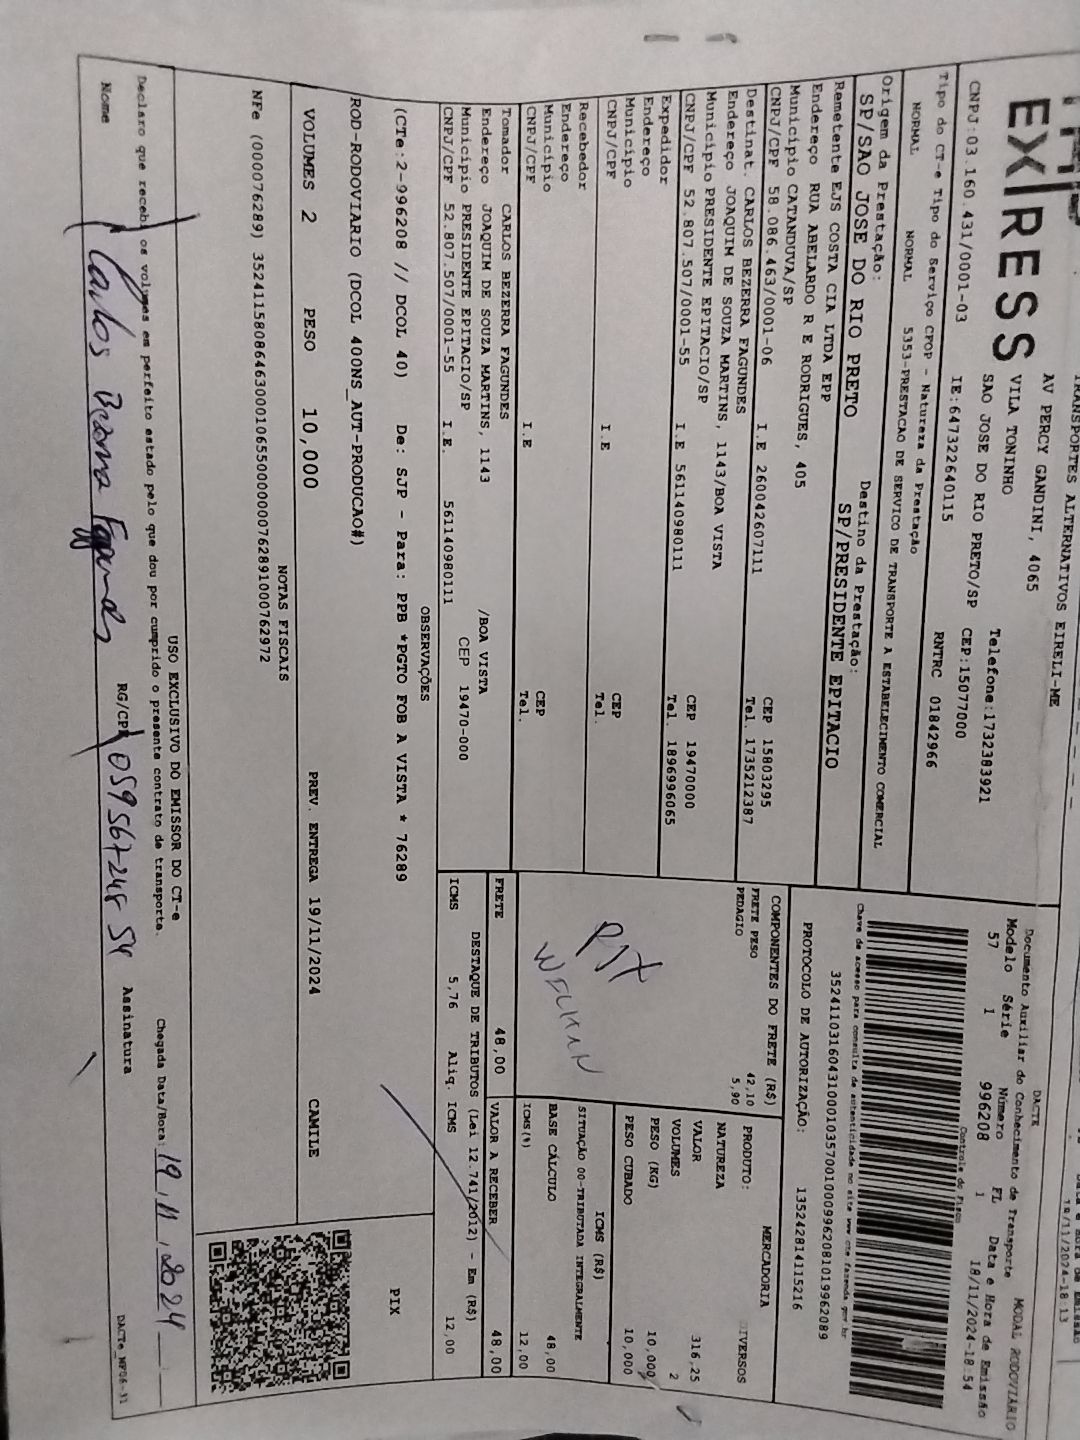 TRANSPORTES ALTERNATIVOS EIRELI-ME
EX|RESS
AV PERCY GANDINI, 4065
VILA TONINHO
SAO JOSE DO RIO PRETO/SP
Telefone:1732383921
CEP:15077000
CNPJ:03.160.431/0001-03
IE:647322640115
RNTRC 01842966
Tipo do CT-e Tipo do Serviço CFOP - Natureza da Prestação
NORMAL NORMAL 5353-PRESTACAO DE SERVICO DE TRANSPORTE A ESTABELECIMENTO COMERCIAL
Origem da Prestação: Destino da Prestação:
SP/SAO JOSE DO RIO PRETO SP/PRESIDENTE EPITACIO
18/11/2024-18:13
DACTE
MODAL RODOVIÁRIO
Documento Auxiliar do Conhecimento de Transporte
Modelo Série Número FL Data e Hora de Emissão
57 1 996208 1 18/11/2024-18:54
Controle do Fisco
Chave de acesso para consulta de autenticidade no site www.cte.fazenda.gov.br
35241103160431000103570010009962081019962089
PROTOCOLO DE AUTORIZAÇÃO: 135242814115216
Remetente EJS COSTA CIA LTDA EPP
Endereço RUA ABELARDO R E RODRIGUES, 405
Município CATANDUVA/SP CEP 15803295
CNPJ/CPF 58.086.463/0001-06 I.E 260042607111 Tel. 1735212387
Destinat. CARLOS BEZERRA FAGUNDES
Endereço JOAQUIM DE SOUZA MARTINS, 1143/BOA VISTA
Município PRESIDENTE EPITACIO/SP CEP 19470000
CNPJ/CPF 52.807.507/0001-55 I.E 561140980111 Tel. 1896996065
Expedidor
Endereço
Município CEP
CNPJ/CPF I.E Tel.
Recebedor
Endereço
Município CEP
CNPJ/CPF I.E Tel.
Tomador CARLOS BEZERRA FAGUNDES
Endereço JOAQUIM DE SOUZA MARTINS, 1143 /BOA VISTA
Município PRESIDENTE EPITACIO/SP CEP 19470-000
CNPJ/CPF 52.807.507/0001-55 I.E. 561140980111
COMPONENTES DO FRETE (R$)
FRETE PESO 42,10
PEDAGIO 5,90
PIX
PRODUTO: MERCADORIA
NATUREZA DIVERSOS
VALOR 316,25
VOLUMES 2
PESO (KG) 10,000
PESO CUBADO 10,000
ICMS (R$)
SITUAÇÃO 00-TRIBUTADA INTEGRALMENTE
BASE CÁLCULO 48,00
ICMS(%) 12,00
FRETE 48,00 VALOR A RECEBER 48,00
DESTAQUE DE TRIBUTOS (Lei 12.741/2012) - Em (R$)
ICMS 5,76 Aliq. ICMS 12,00
OBSERVAÇÕES
(CTe:2-996208 // DCOL 40) De: SJP - Para: PPB *PGTO FOB A VISTA * 76289
PIX
ROD-RODOVIARIO (DCOL 400NS_AUT-PRODUCAO#)
VOLUMES 2 PESO 10,000 PREV. ENTREGA 19/11/2024 CAMILE
NOTAS FISCAIS
NFe (000076289) 35241158086463000106550000000762891000762972
USO EXCLUSIVO DO EMISSOR DO CT-e
Declaro que recebi os volumes em perfeito estado pelo que dou por cumprido o presente contrato de transporte. Chegada Data/Hora: 19, 11, 2024
Nome Carlos Bezerra Fagundes RG/CPF 05956724854 Assinatura
DACTe_MP06-31